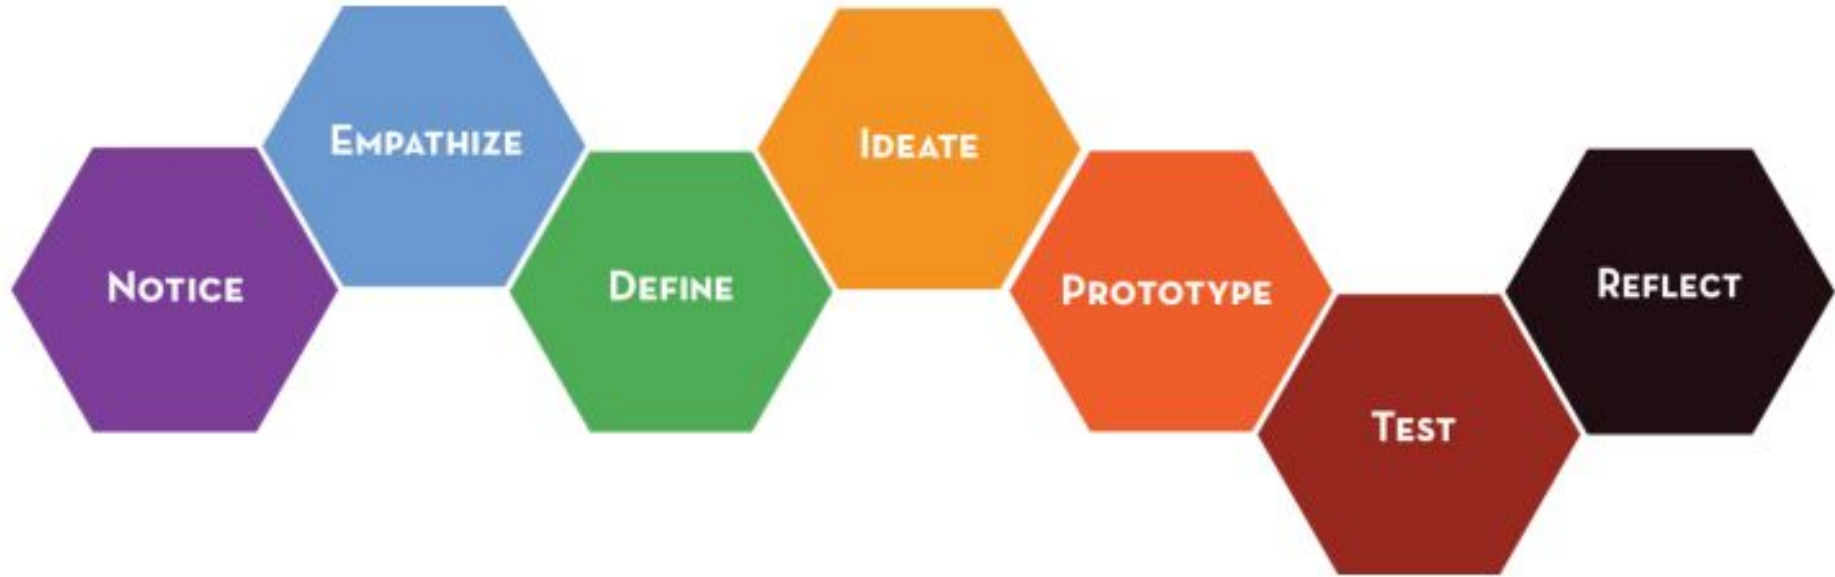 Notice
Empathize
Define
Ideate
Prototype
Test
Reflect